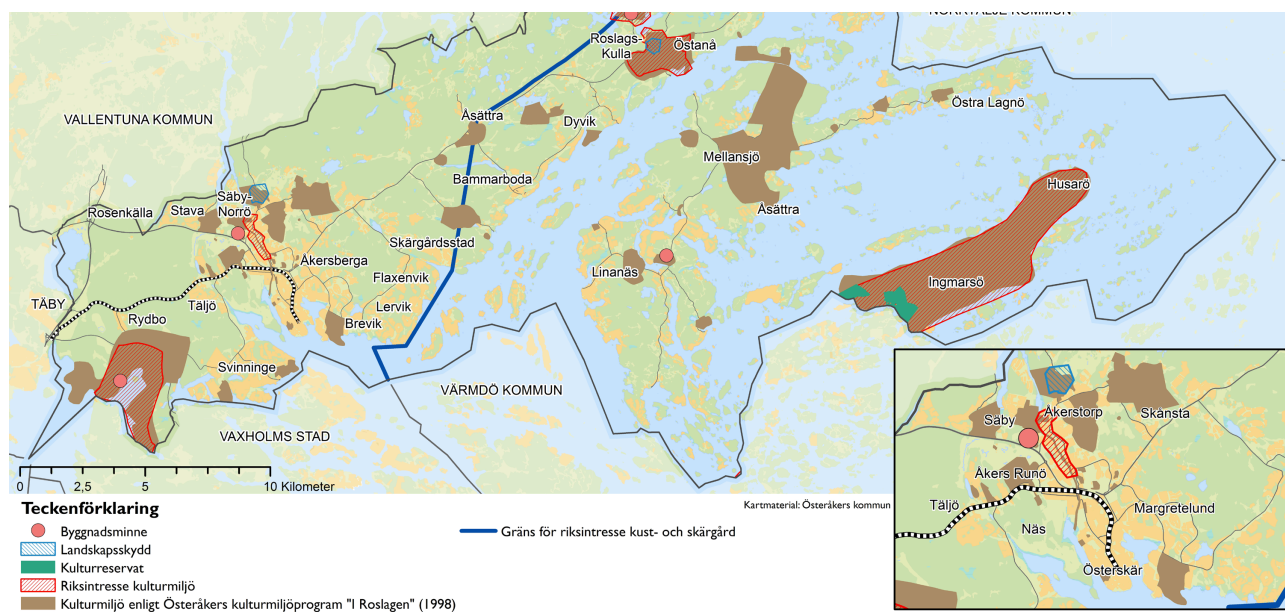 NORRTÄLJE KOMMUN
Roslags-
Kulla
Östanå
VALLENTUNA KOMMUN
Åsättra
Dyvik
Östra Lagnö
Mellansjö
Bammarboda
Husarö
Säby-
Norrö
Stava
Rosenkälla
Åsättra
Skärgårdsstad
Åkersberga
Linanäs
Flaxenvik
Ingmarsö
TÄBY
Täljö
Lervik
Rydbo
Brevik
Svinninge
VÄRMDÖ KOMMUN
VAXHOLMS STAD
Säby
Åkerstorp
Skånsta
Åkers Runö
Täljö
Näs
Margretelund
Österskär
0 2,5 5 10 Kilometer
Kartmaterial: Österåkers kommun
Teckenförklaring
Byggnadsminne
Landskapsskydd
Kulturreservat
Riksintresse kulturmiljö
Kulturmiljö enligt Österåkers kulturmiljöprogram "I Roslagen" (1998)
Gräns för riksintresse kust- och skärgård